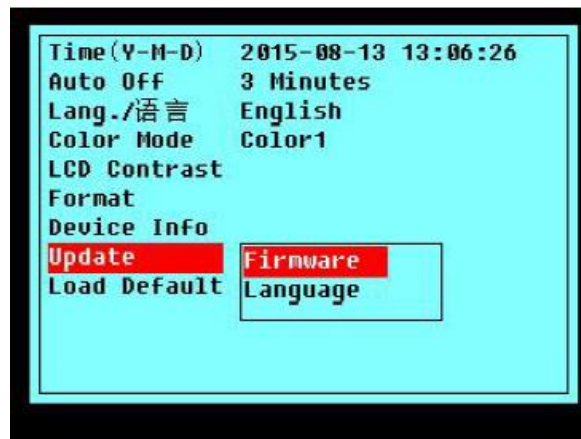 Time(Y-M-D) 2015-08-13 13:06:26
Auto Off 3 Minutes
Lang./语言 English
Color Mode Color1
LCD Contrast
Format
Device Info
Update Firmware
Load Default Language